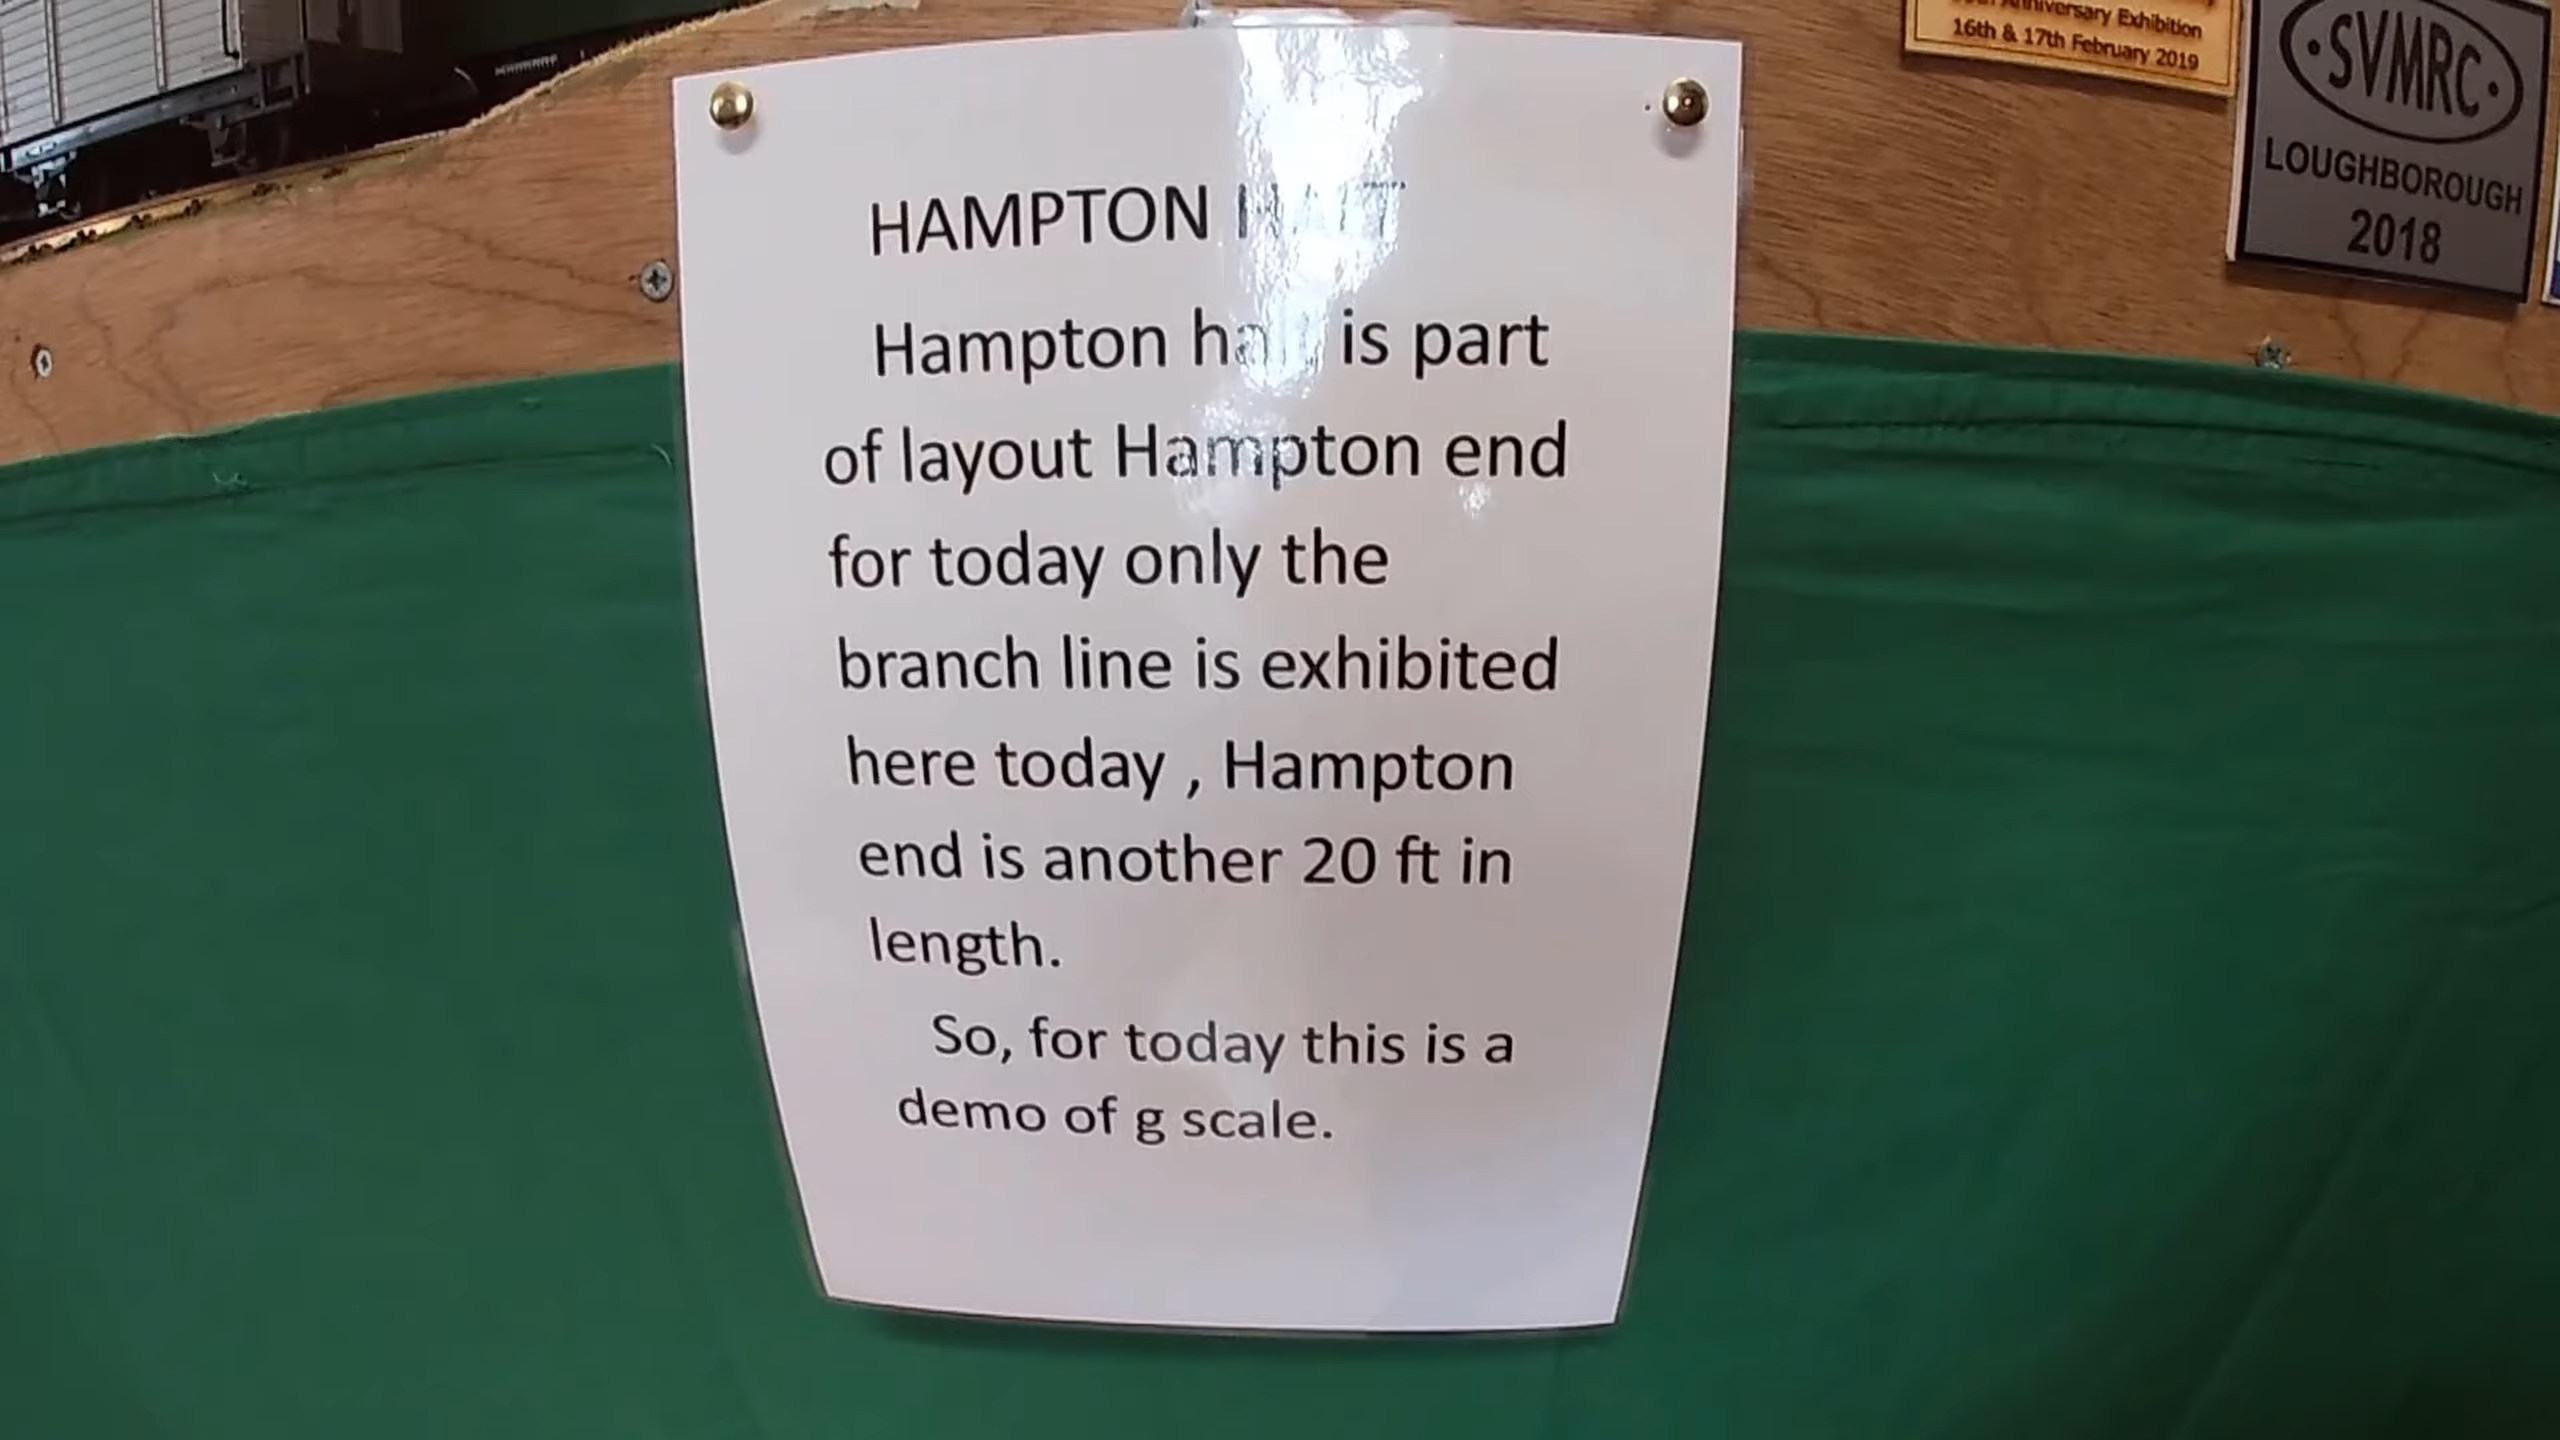 Anniversary Exhibition
16th & 17th February 2019
SVMRC
LOUGHBOROUGH
2018
HAMPTON
Hampton is part
of layout Hampton end
for today only the
branch line is exhibited
here today , Hampton
end is another 20 ft in
length.
So, for today this is a
demo of g scale.